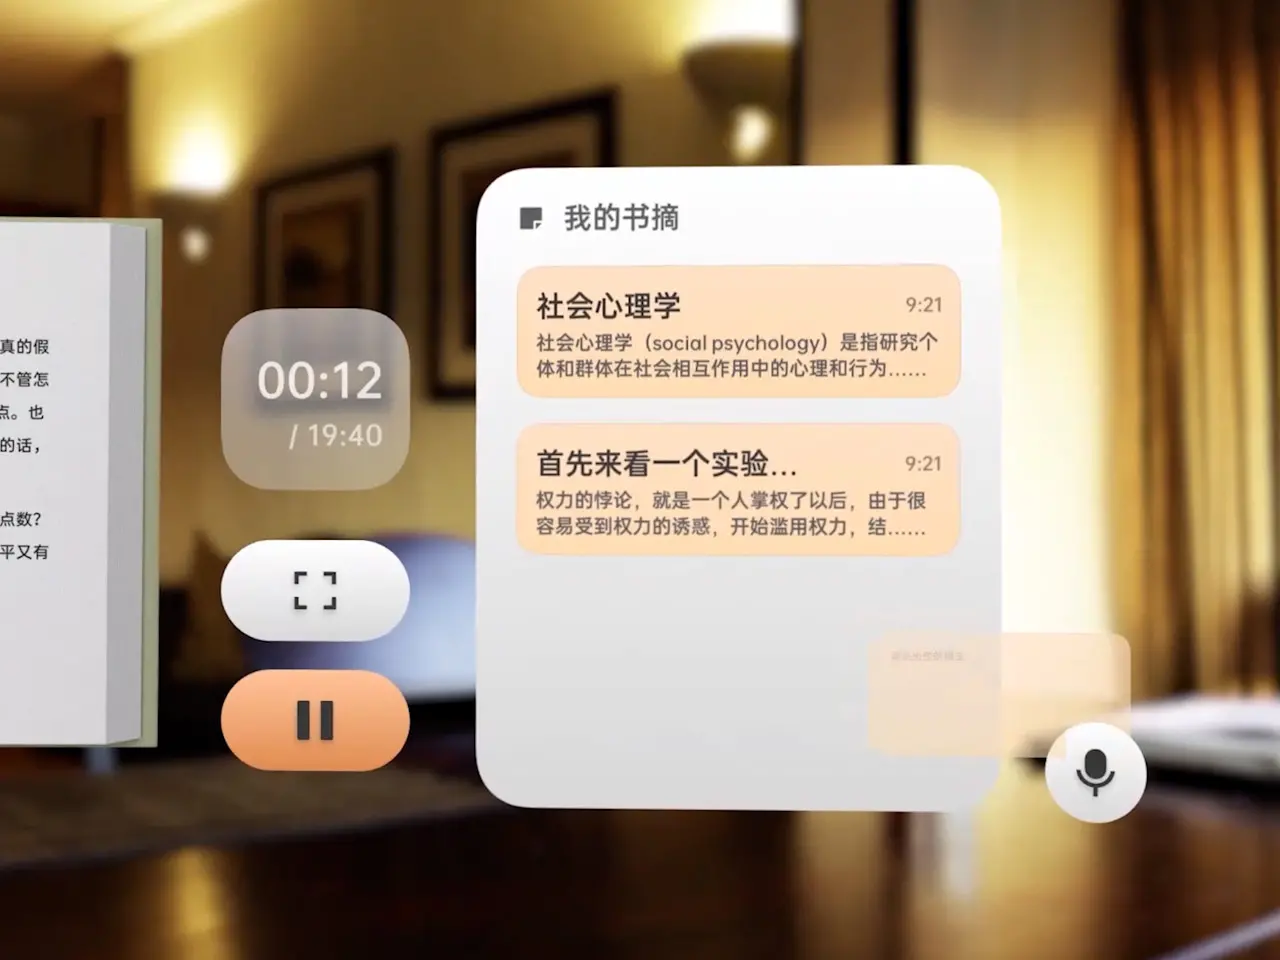 真的假
不管怎
点。也
的话，
点数？
平又有
00:12
/ 19:40
我的书摘
社会心理学
9:21
社会心理学（social psychology）是指研究个
体和群体在社会相互作用中的心理和行为……
首先来看一个实验...
9:21
权力的悖论，就是一个人掌权了以后，由于很
容易受到权力的诱惑，开始滥用权力，结……